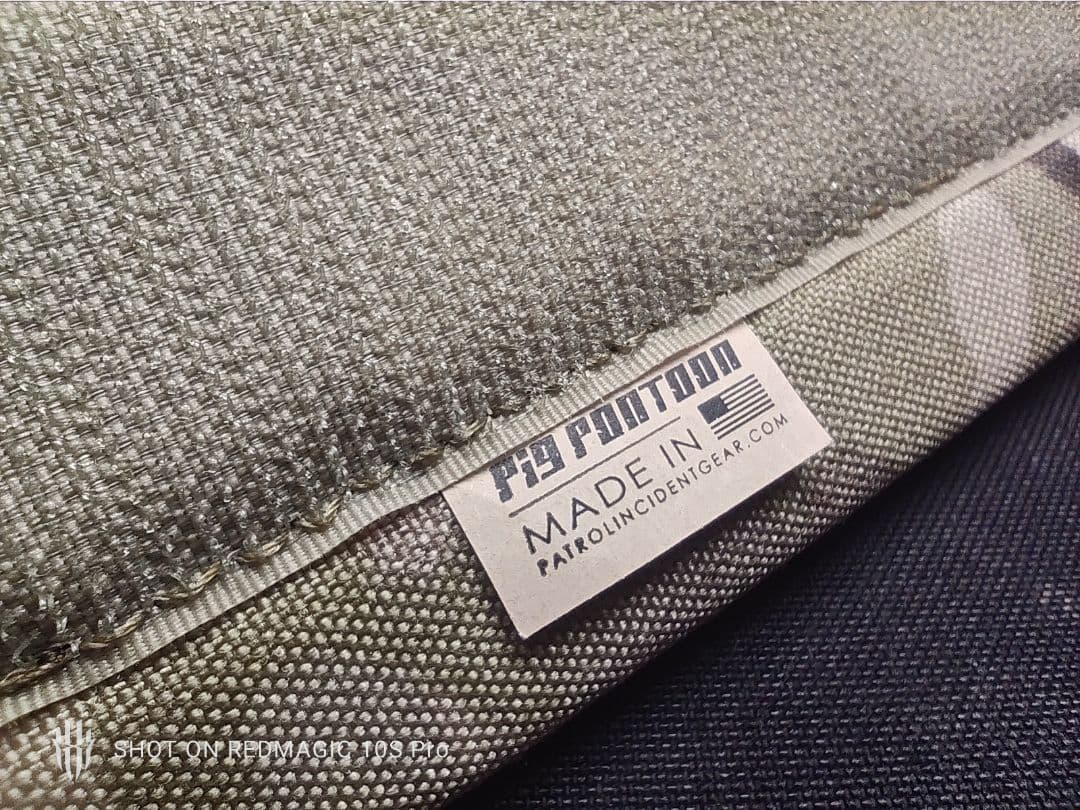 Pig PONTOON
MADE IN
PATROLINCIDENTGEAR.COM
SHOT ON REDMAGIC 10S Pro